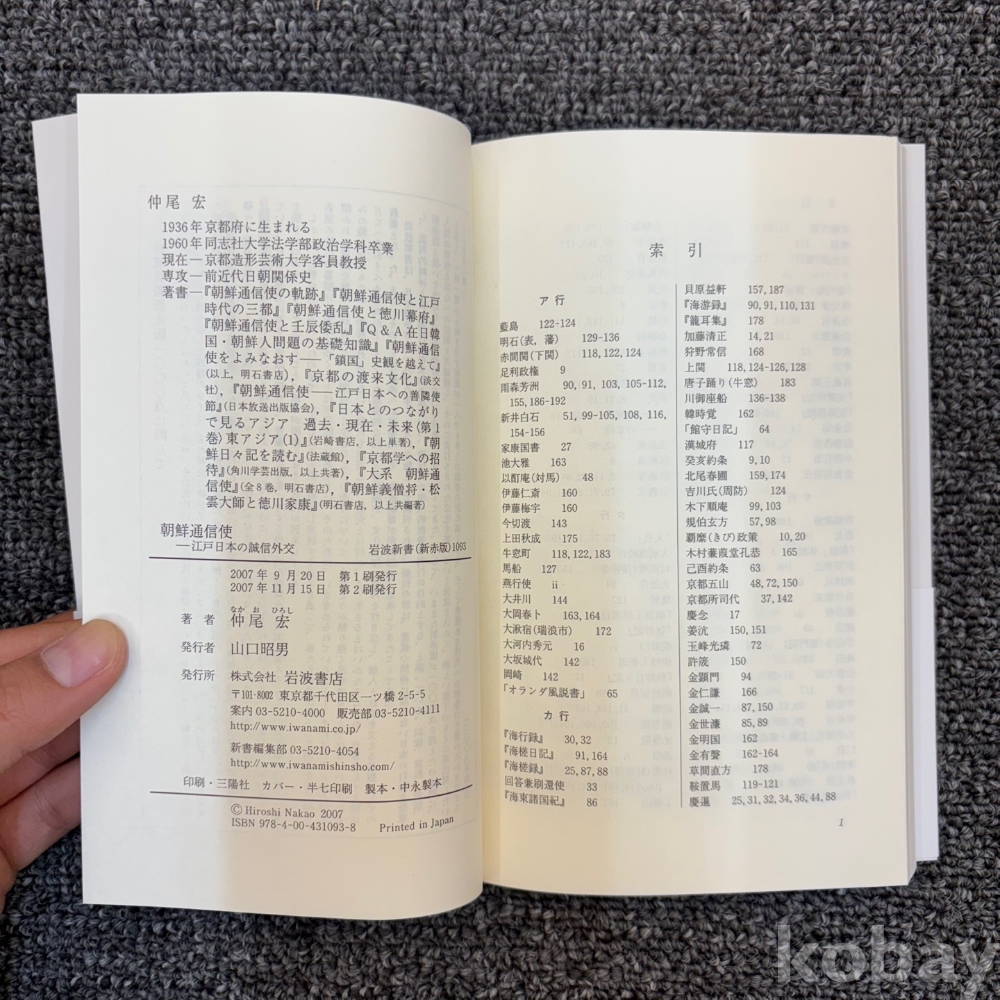 仲尾 宏
1936年京都府に生まれる
1960年同志社大学法学部政治学科卒業
現在―京都造形芸術大学客員教授
専攻―前近代日朝関係史
著書―『朝鮮通信使の軌跡』『朝鮮通信使と江戸
時代の三都』『朝鮮通信使と徳川幕府』
『朝鮮通信使と壬辰倭乱』『Q&A在日韓
国・朝鮮人問題の基礎知識』『朝鮮通信
使をよみなおす――「鎖国」史観を越えて』
(以上, 明石書店), 『京都の渡来文化』(淡交
社), 『朝鮮通信使――江戸日本への善隣使
節』(日本放送出版協会), 『日本とのつながり
で見るアジア 過去・現在・未来(第1
巻)東アジア(1)』(岩崎書店, 以上単著), 『朝
鮮日々記を読む』(法蔵館), 『京都学への招
待』(角川学芸出版, 以上共著), 『大系 朝鮮通
信使』(全8巻, 明石書店), 『朝鮮義僧将・松
雲大師と徳川家康』(明石書店, 以上共編著)
朝鮮通信使
――江戸日本の誠信外交 岩波新書(新赤版)1093
2007年9月20日 第1刷発行
2007年11月15日 第2刷発行
なか お ひろし
著者 仲尾 宏
発行者 山口昭男
発行所 株式会社 岩波書店
〒101-8002 東京都千代田区一ツ橋2-5-5
案内 03-5210-4000 販売部 03-5210-4111
http://www.iwanami.co.jp/
新書編集部 03-5210-4054
http://www.iwanamishinsho.com/
印刷・三陽社 カバー・半七印刷 製本・中永製本
© Hiroshi Nakao 2007
ISBN 978-4-00-431093-8 Printed in Japan
索 引
ア 行
藍島 122-124
明石(表, 藩) 129-136
赤間関(下関) 118, 122, 124
足利政権 9
雨森芳洲 90, 91, 103, 105-112,
155, 186-192
新井白石 51, 99-105, 108, 116,
154-156
家康国書 27
池大雅 163
以酊庵(対馬) 48
伊藤仁斎 160
伊藤梅宇 160
今切渡 143
上田秋成 175
牛窓町 118, 122, 183
馬船 127
燕行使 ii
大井川 144
大岡春卜 163, 164
大湫宿(瑞浪市) 172
大河内秀元 16
大坂城代 142
岡崎 142
「オランダ風説書」 65
カ 行
『海行録』 30, 32
『海槎日記』 91, 164
『海槎録』 25, 87, 88
回答兼刷還使 33
『海東諸国紀』 86
貝原益軒 157, 187
『海游録』 90, 91, 110, 131
『籠耳集』 178
加藤清正 14, 21
狩野常信 168
上関 118, 124-126, 128
唐子踊り(牛窓) 183
川御座船 136-138
韓時覚 162
「館守日記」 64
漢城府 117
癸亥約条 9, 10
北尾春圃 159, 174
吉川氏(周防) 124
木下順庵 99, 103
規伯玄方 57, 98
覇縻(きび)政策 10, 20
木村蒹葭堂孔恭 165
己酉約条 63
京都五山 48, 72, 150
京都所司代 37, 142
慶念 17
姜沆 150, 151
玉峰光璘 72
許筬 150
金顕門 94
金仁謙 166
金誠一 87, 150
金世濂 85, 89
金明国 162
金有声 162-164
草間直方 178
鞍置馬 119-121
慶暹 25, 31, 32, 34, 36, 44, 88
1
kobay